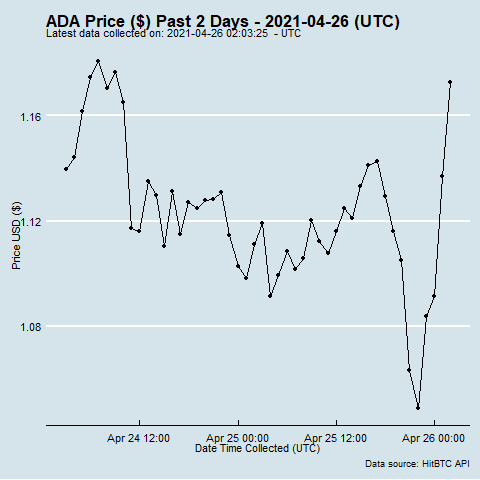 ADA Price ($) Past 2 Days - 2021-04-26 (UTC)
Latest data collected on: 2021-04-26 02:03:25 - UTC
1.16
1.12
1.08
Price USD ($)
Apr 24 12:00 Apr 25 00:00 Apr 25 12:00 Apr 26 00:00
Date Time Collected (UTC)
Data source: HitBTC API